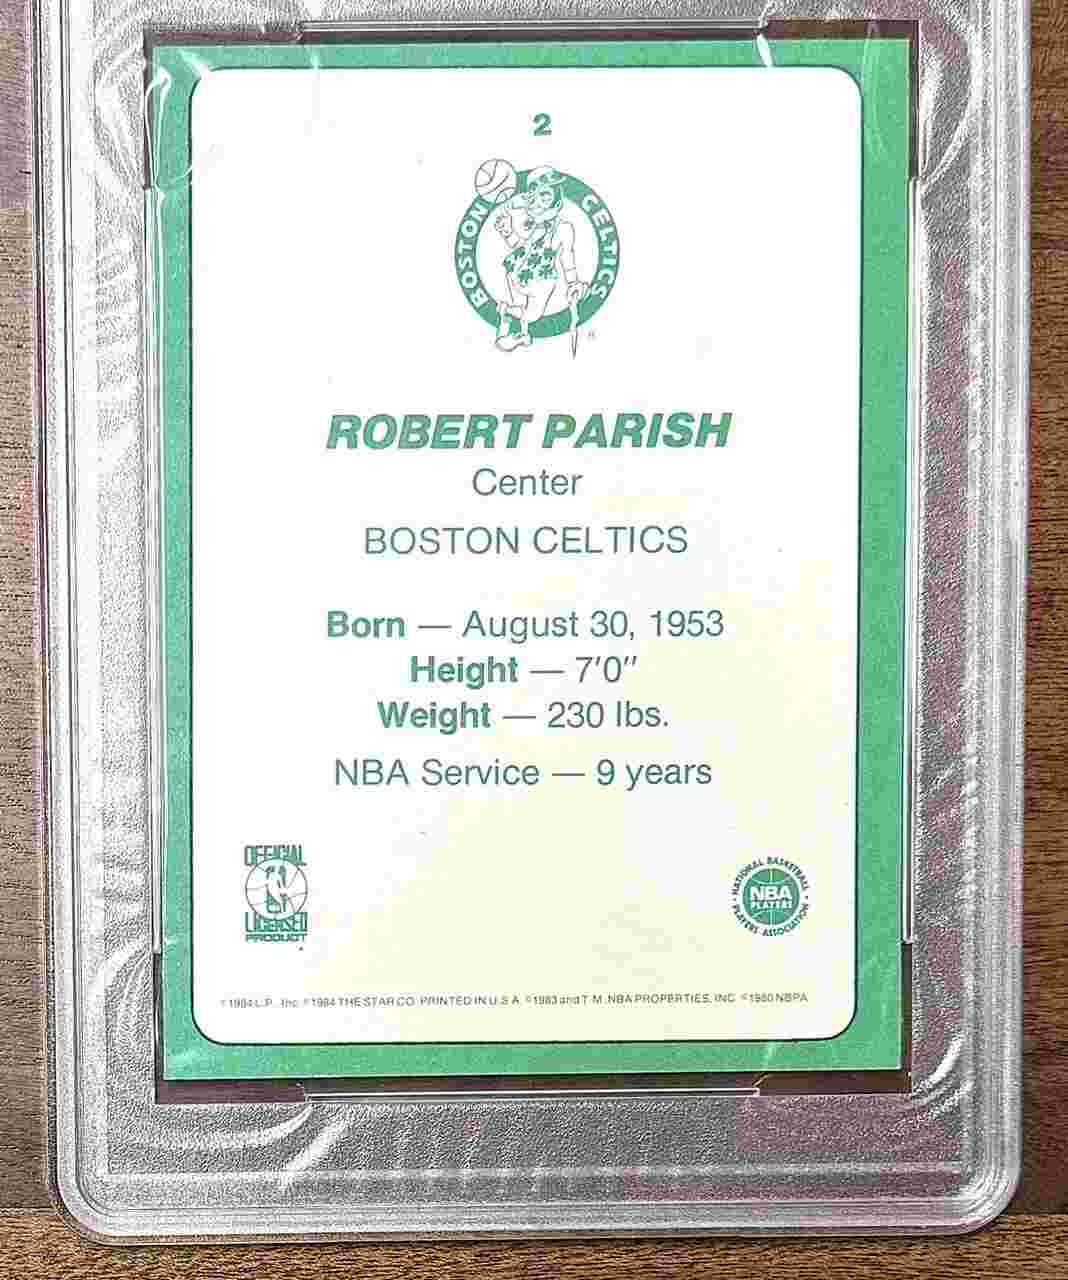 2
BOSTON CELTICS
ROBERT PARISH
Center
BOSTON CELTICS
Born — August 30, 1953
Height — 7'0"
Weight — 230 lbs.
NBA Service — 9 years
OFFICIAL
LICENSED
PRODUCT
NATIONAL BASKETBALL
NBA
PLAYERS
PLAYERS ASSOCIATION
©1984 L.P., Inc. ©1984 THE STAR CO. PRINTED IN U.S.A. ©1983 and T.M. NBA PROPERTIES, INC. ©1980 NBPA